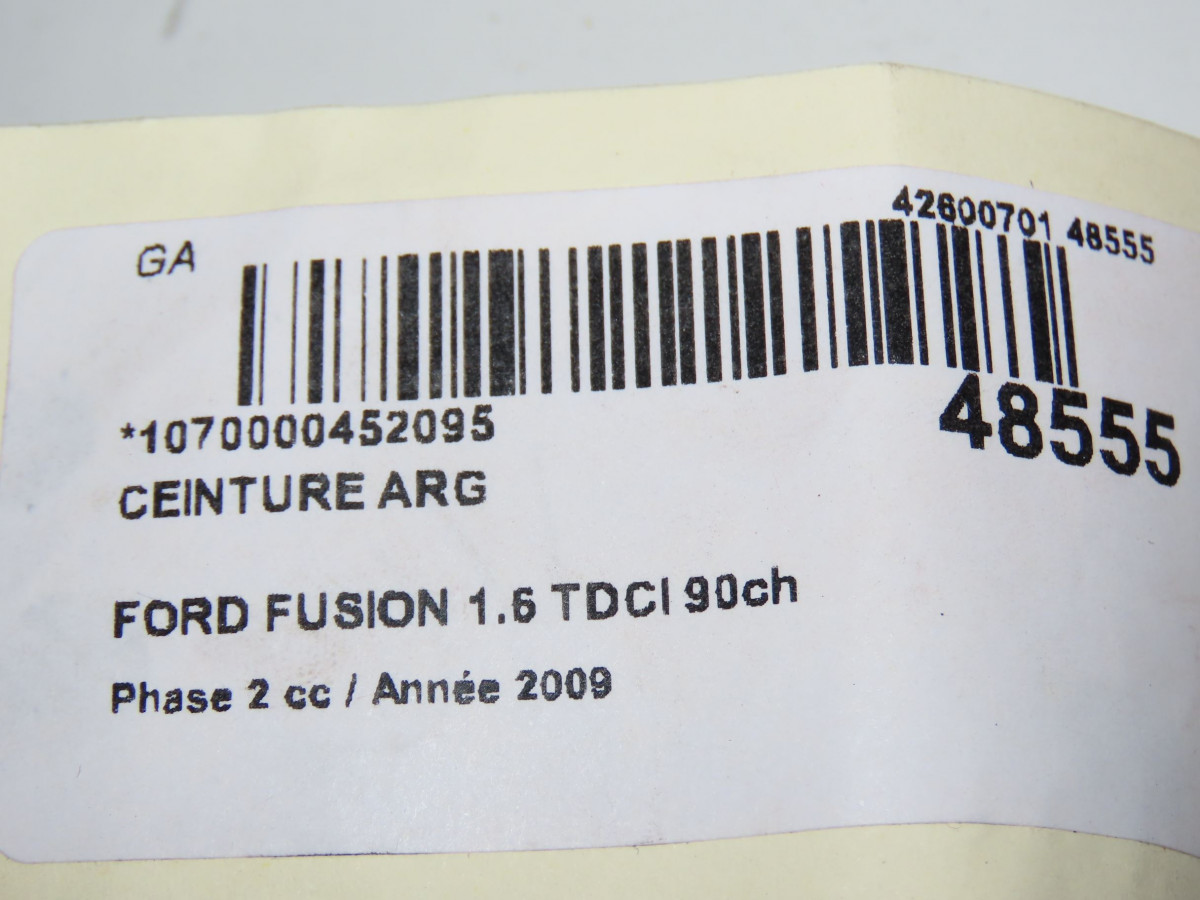 42600701 48555
GA
*1070000452095
48555
CEINTURE ARG
FORD FUSION 1.6 TDCI 90ch
Phase 2 cc / Année 2009